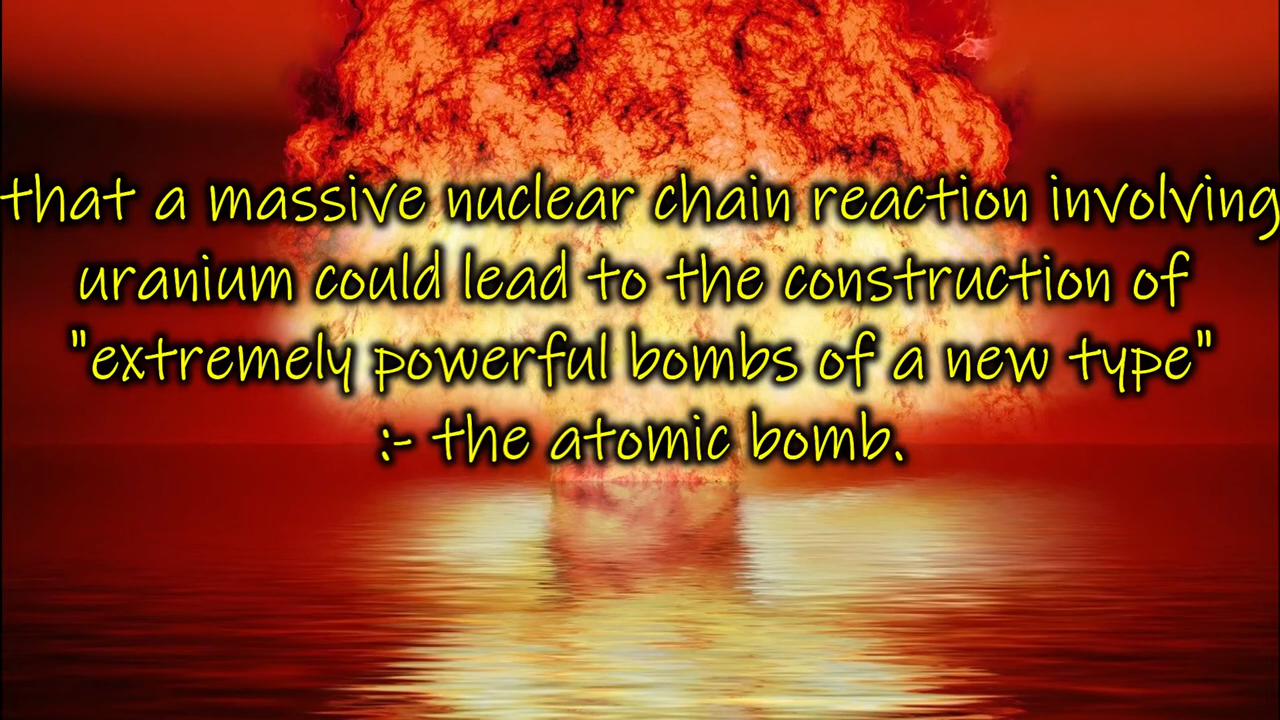 that a massive nuclear chain reaction involving
uranium could lead to the construction of
"extremely powerful bombs of a new type"
:- the atomic bomb.